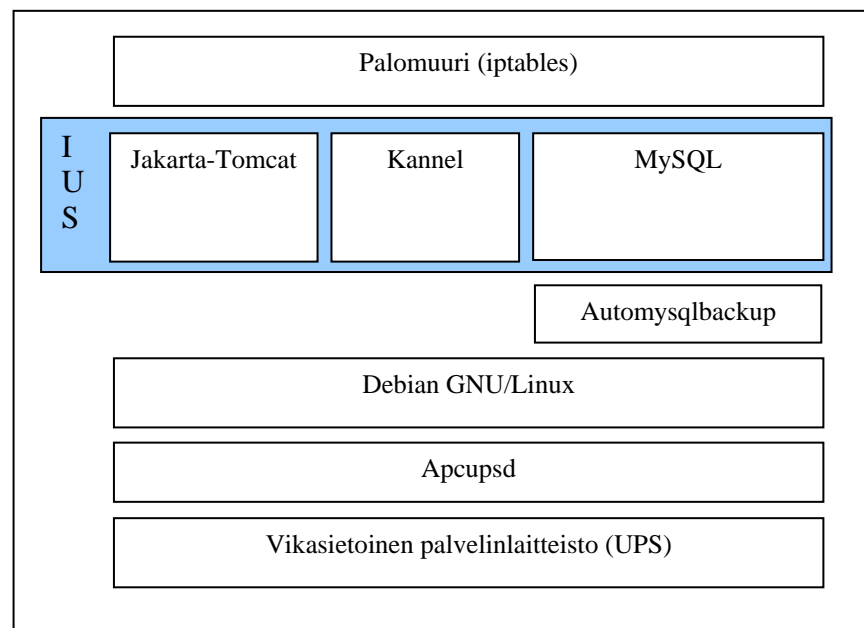 Palomuuri (iptables)
I
U
S
Jakarta-Tomcat
Kannel
MySQL
Automysqlbackup
Debian GNU/Linux
Apcupsd
Vikasietoinen palvelinlaitteisto (UPS)